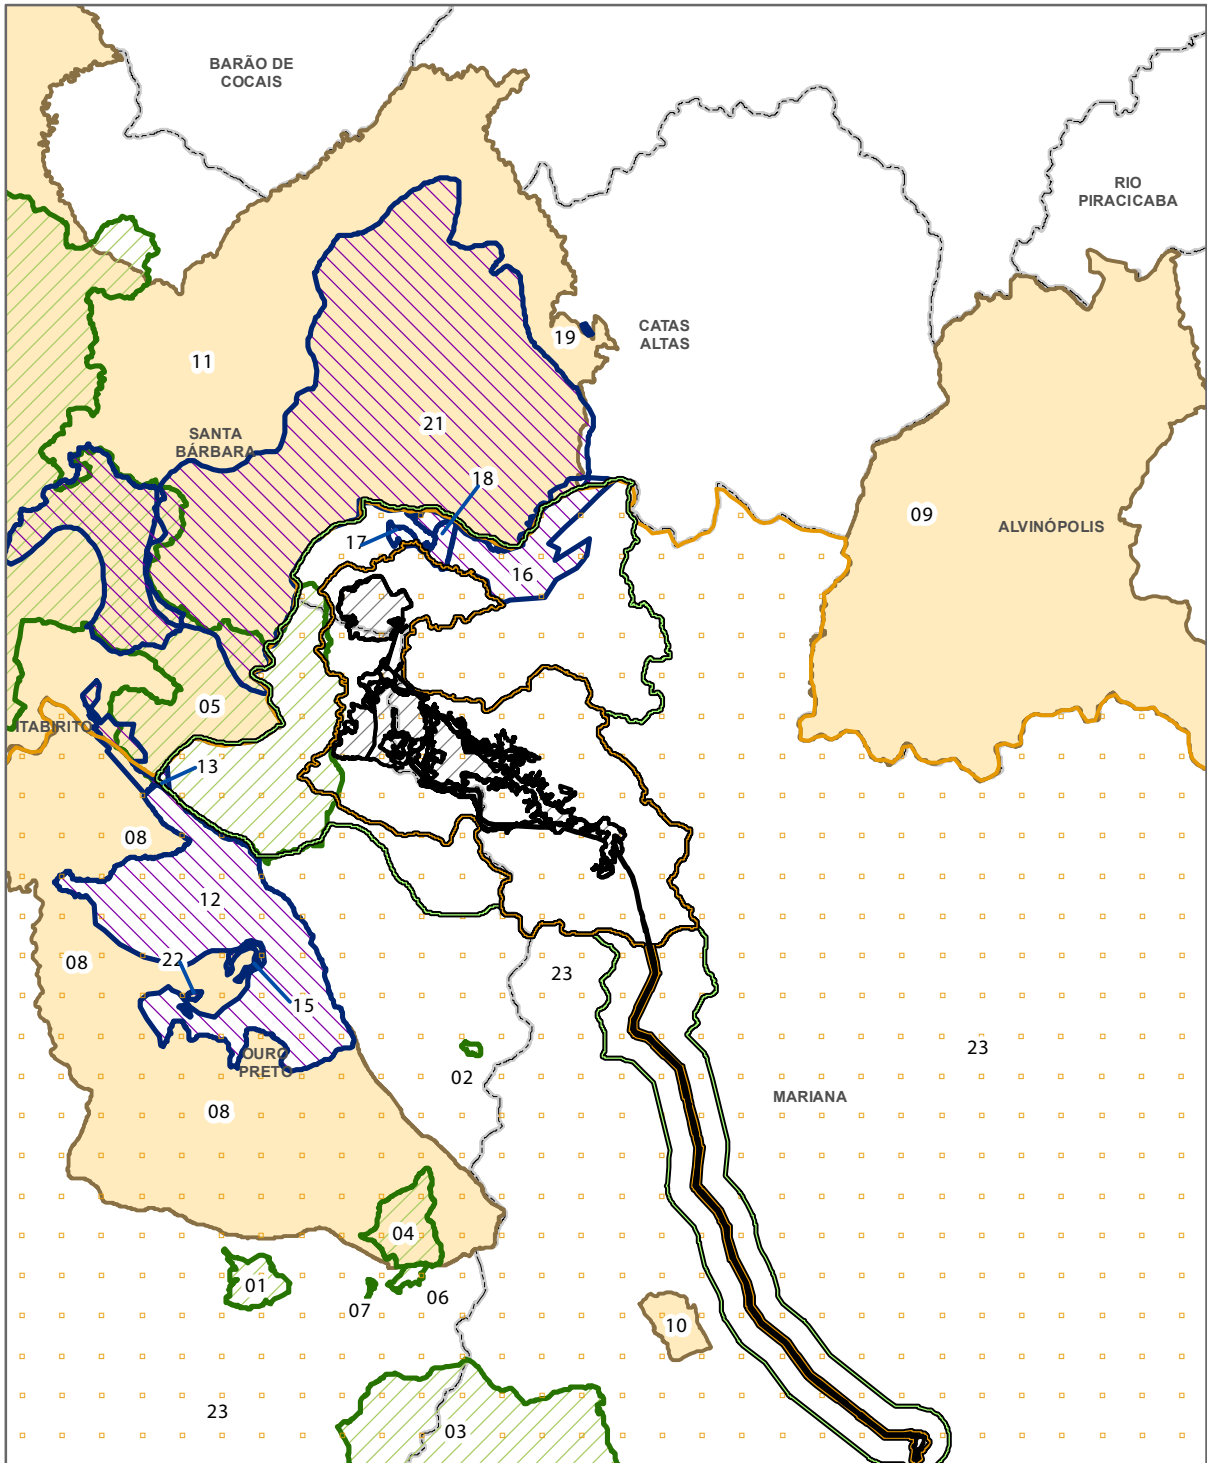 BARÃO DE
COCAIS
RIO
PIRACICABA
CATAS
ALTAS
19
11
21
SANTA
BÁRBARA
18
09
ALVINÓPOLIS
17
16
05
ITABIRITO
13
08
12
08
22
23
15
23
OURO
PRETO
02
MARIANA
08
04
01
06
07
10
23
03